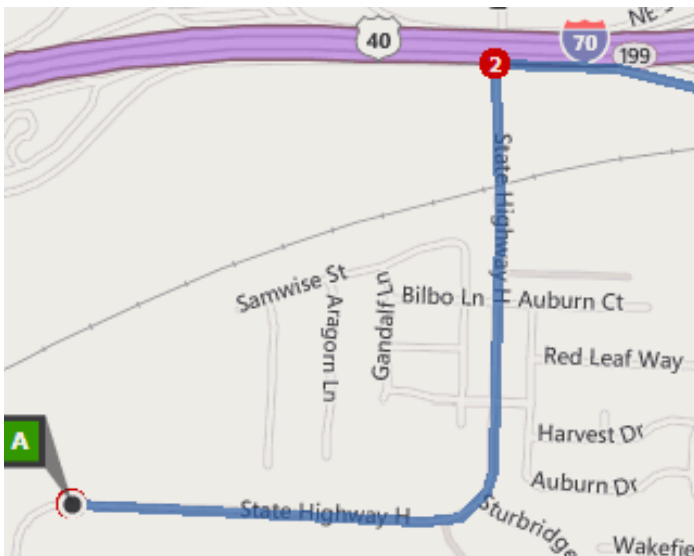 NE
40
70
199
2
State Highway H
Samwise St
Aragorn Ln
Gandalf Ln
Bilbo Ln
Auburn Ct
Red Leaf Way
Harvest Dr
Auburn Dr
A
State Highway H
Sturbridge
Wakefie